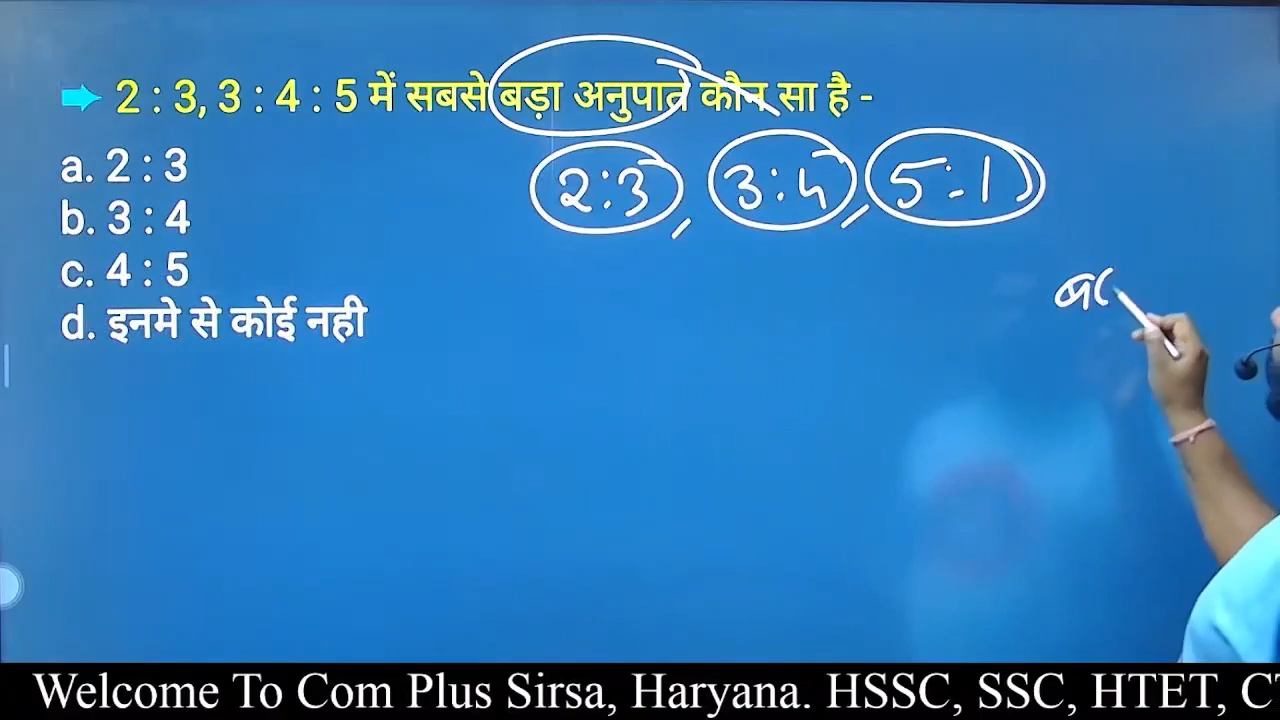 2 : 3, 3 : 4 : 5 में सबसे बड़ा अनुपात कौन सा है -
a. 2 : 3
b. 3 : 4
c. 4 : 5
d. इनमे से कोई नही
2:3, 3:4, 5:1
Welcome To Com Plus Sirsa, Haryana. HSSC, SSC, HTET,